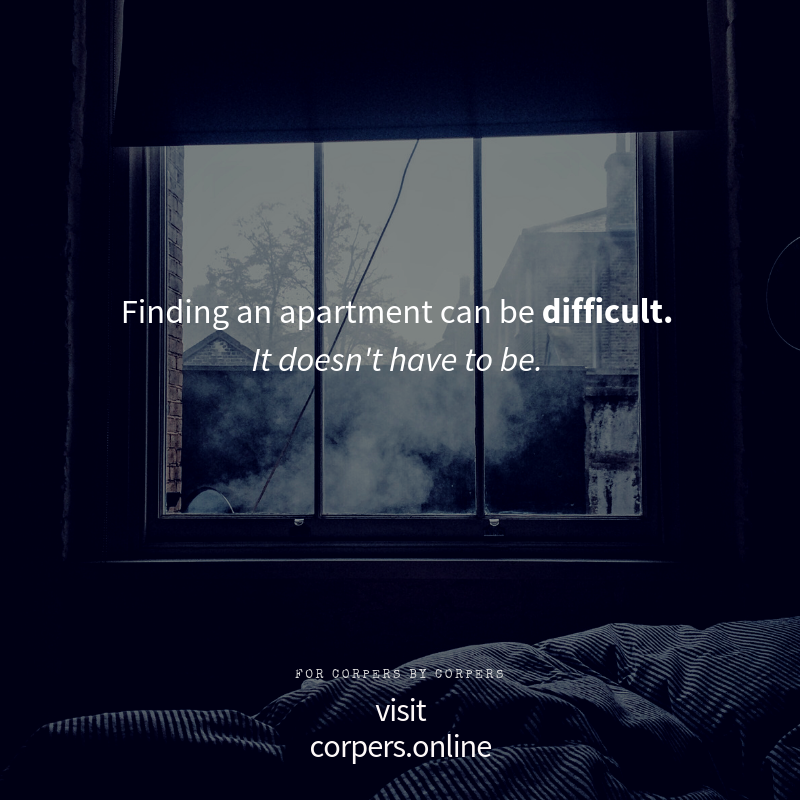 Finding an apartment can be difficult.
It doesn't have to be.
FOR CORPERS BY CORPERS
visit
corpers.online